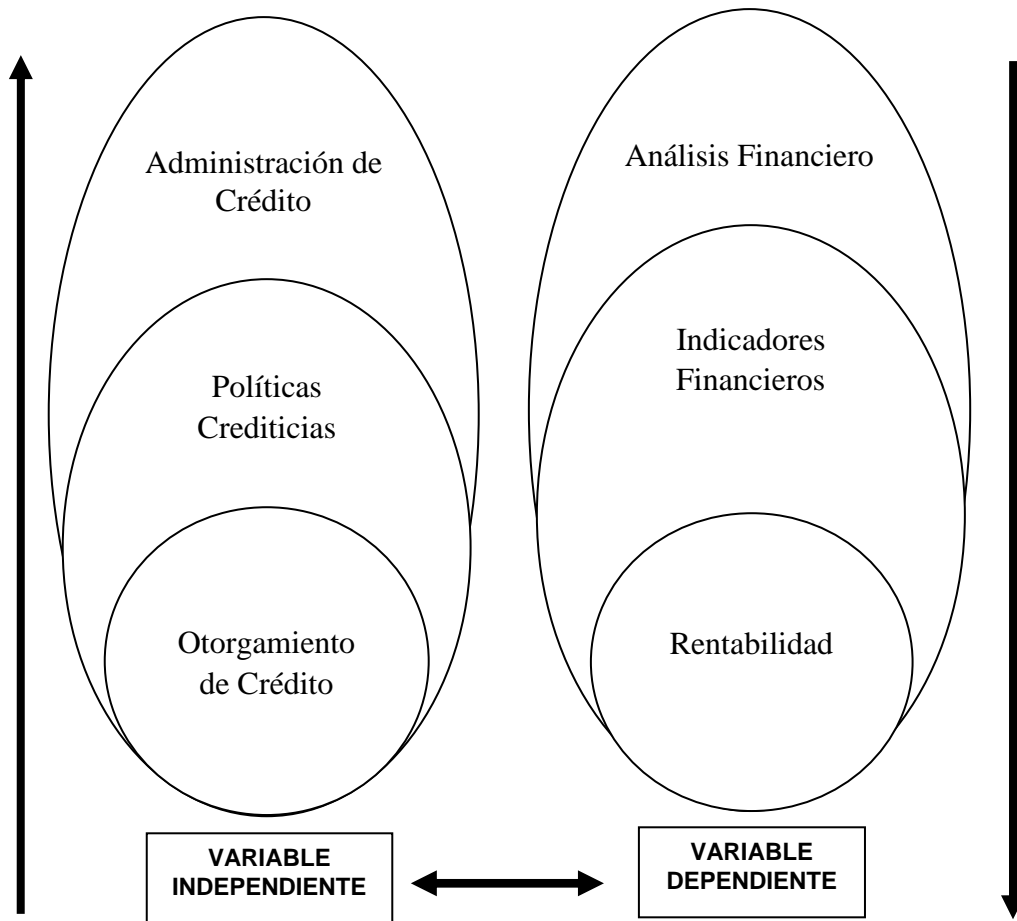 Administración de
Crédito
Políticas
Crediticias
Otorgamiento
de Crédito
VARIABLE
INDEPENDIENTE
Análisis Financiero
Indicadores
Financieros
Rentabilidad
VARIABLE
DEPENDIENTE